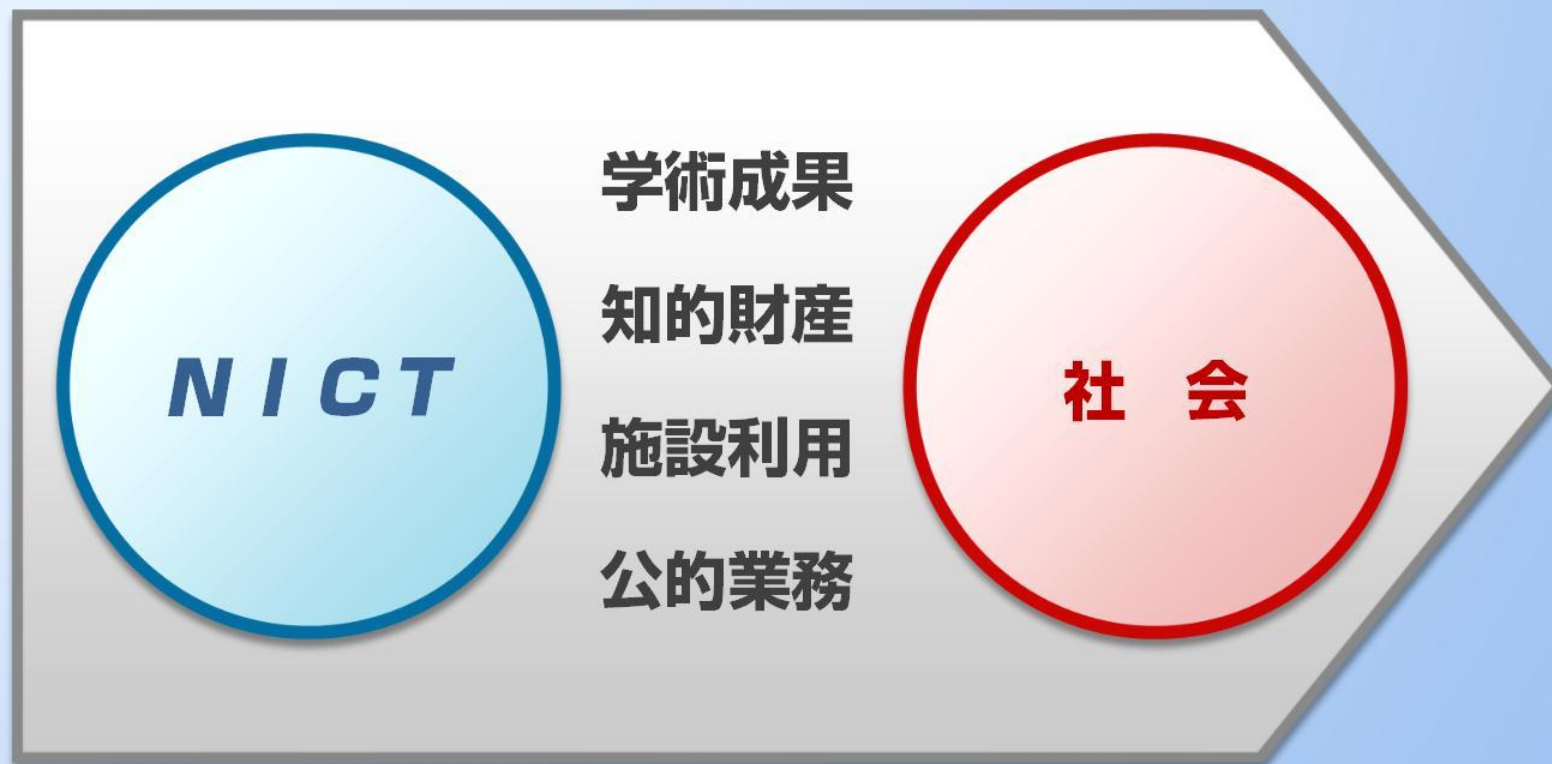 NICT
学術成果
知的財産
施設利用
公的業務
社 会